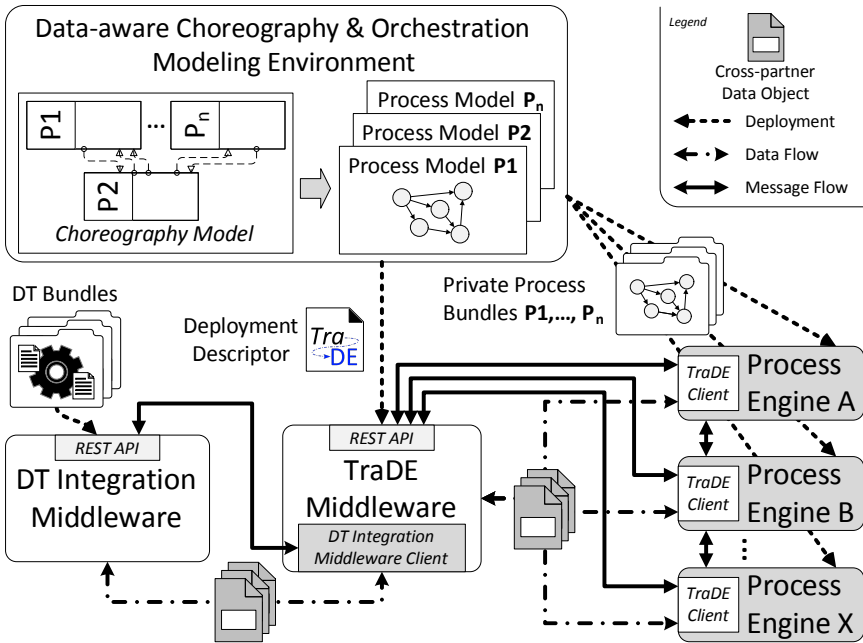 Data-aware Choreography & Orchestration
Modeling Environment
P1
...
Pn
P2
Choreography Model
Process Model Pn
Process Model P2
Process Model P1
Legend
Cross-partner
Data Object
Deployment
Data Flow
Message Flow
DT Bundles
Deployment
Descriptor
Tra
DE
Private Process
Bundles P1,..., Pn
REST API
DT Integration
Middleware
REST API
TraDE
Middleware
DT Integration
Middleware Client
TraDE
Client
Process
Engine A
TraDE
Client
Process
Engine B
TraDE
Client
Process
Engine X